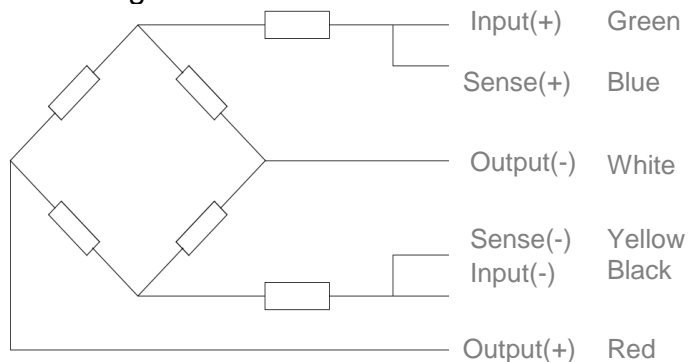 Input(+) Green
Sense(+) Blue
Output(-) White
Sense(-) Yellow
Input(-) Black
Output(+) Red